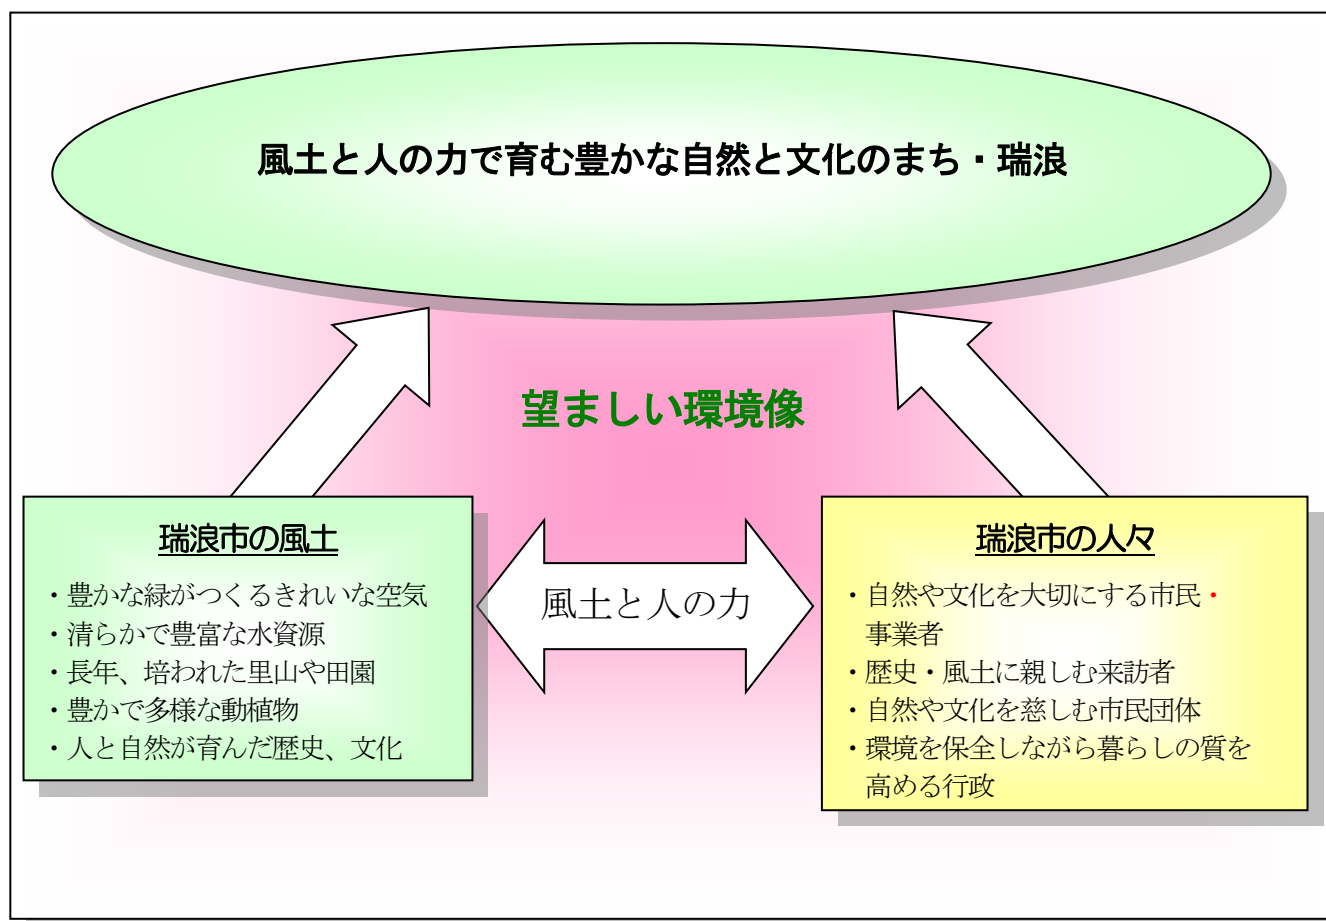 風土と人の力で育む豊かな自然と文化のまち・瑞浪
望ましい環境像
瑞浪市の風土
・豊かな緑がつくるきれいな空気
・清らかで豊富な水資源
・長年、培われた里山や田園
・豊かで多様な動植物
・人と自然が育んだ歴史、文化
風土と人の力
瑞浪市の人々
・自然や文化を大切にする市民・
事業者
・歴史・風土に親しむ来訪者
・自然や文化を慈しむ市民団体
・環境を保全しながら暮らしの質を
高める行政